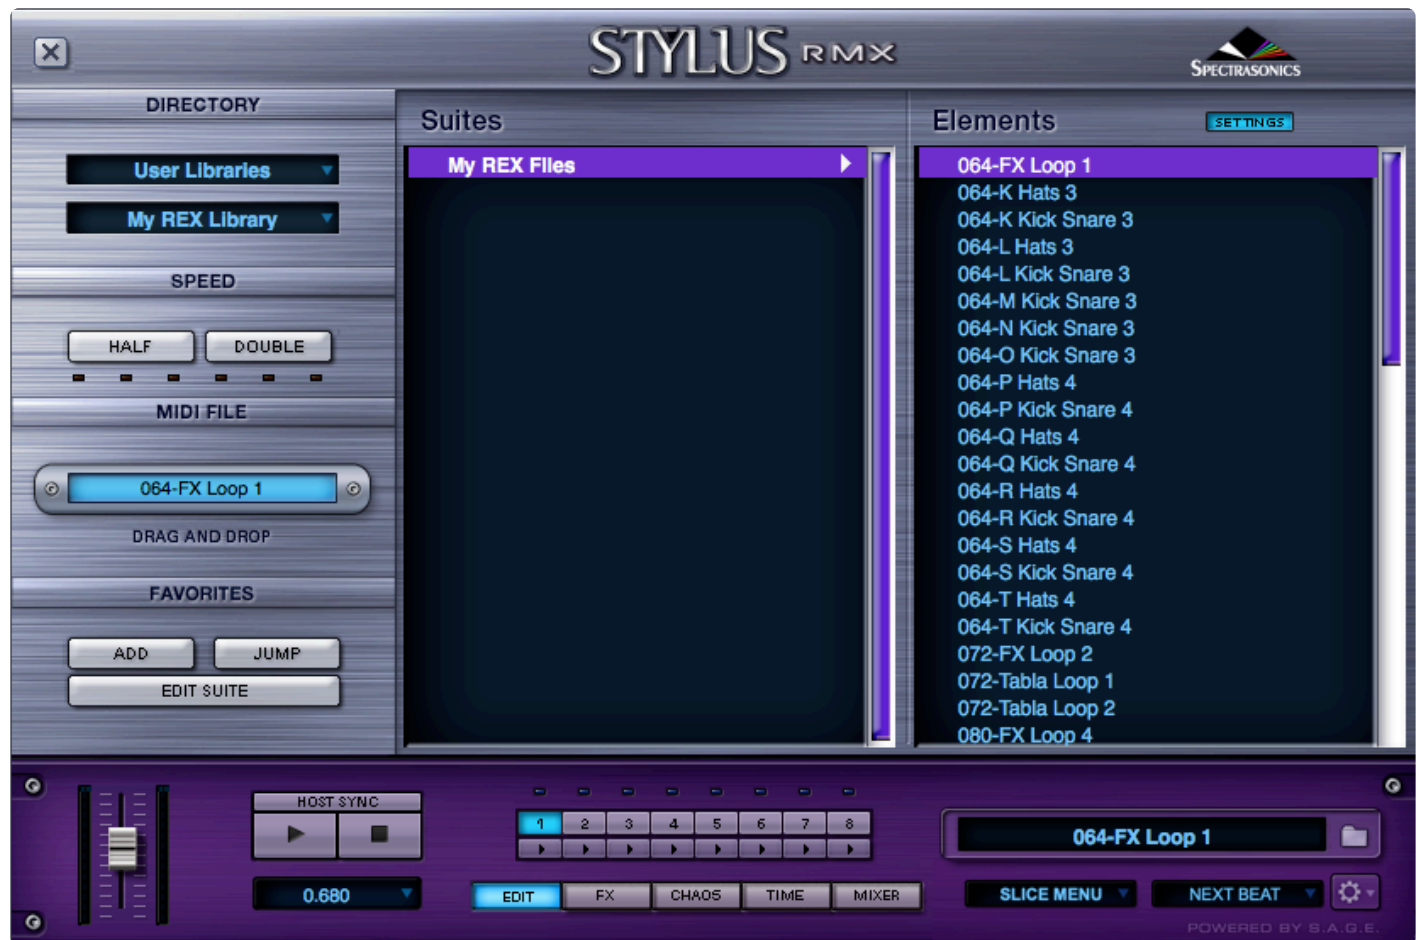 STYLUS RMX
SPECTRASONICS
DIRECTORY
User Libraries
My REX Library
SPEED
HALF DOUBLE
MIDI FILE
064-FX Loop 1
DRAG AND DROP
FAVORITES
ADD JUMP
EDIT SUITE
Suites
My REX FIles
Elements SETTINGS
064-FX Loop 1
064-K Hats 3
064-K Kick Snare 3
064-L Hats 3
064-L Kick Snare 3
064-M Kick Snare 3
064-N Kick Snare 3
064-O Kick Snare 3
064-P Hats 4
064-P Kick Snare 4
064-Q Hats 4
064-Q Kick Snare 4
064-R Hats 4
064-R Kick Snare 4
064-S Hats 4
064-S Kick Snare 4
064-T Hats 4
064-T Kick Snare 4
072-FX Loop 2
072-Tabla Loop 1
072-Tabla Loop 2
080-FX Loop 4
HOST SYNC
0.680
1 2 3 4 5 6 7 8
EDIT FX CHAOS TIME MIXER
064-FX Loop 1
SLICE MENU NEXT BEAT
POWERED BY S.A.G.E.